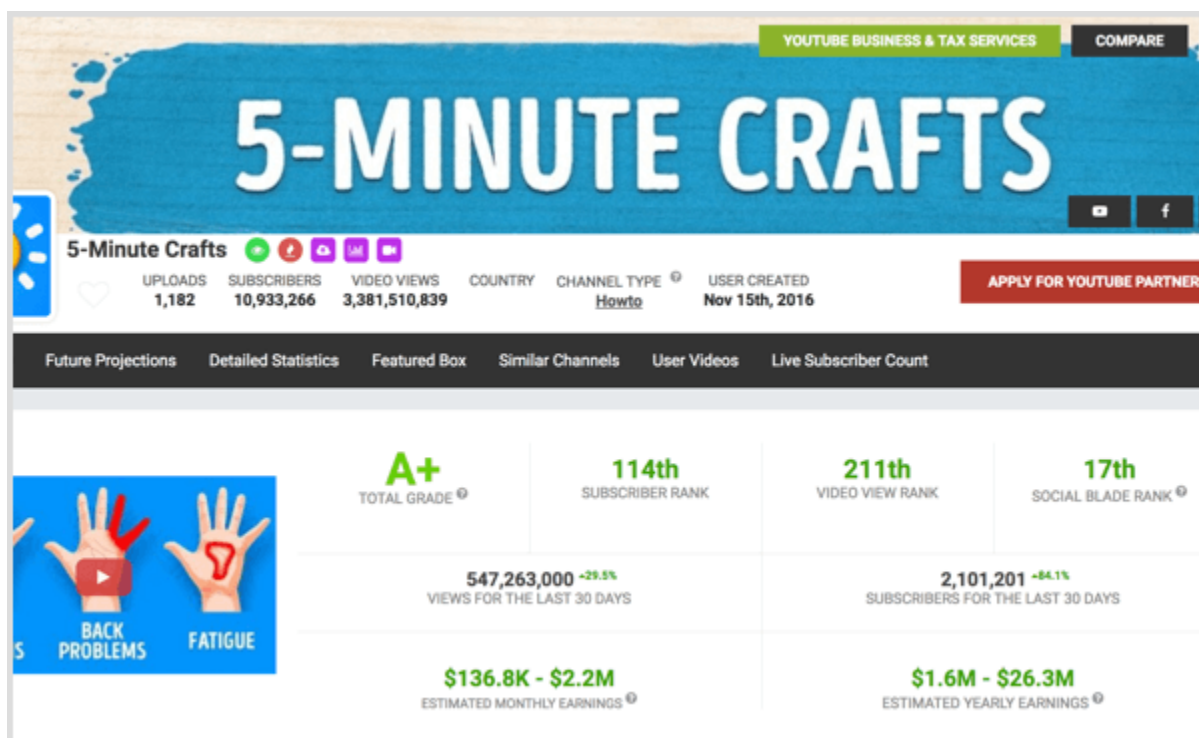 YOUTUBE BUSINESS & TAX SERVICES COMPARE
5-MINUTE CRAFTS
5-Minute Crafts
UPLOADS SUBSCRIBERS VIDEO VIEWS COUNTRY CHANNEL TYPE USER CREATED
1,182 10,933,266 3,381,510,839 Howto Nov 15th, 2016
APPLY FOR YOUTUBE PARTNER
Future Projections Detailed Statistics Featured Box Similar Channels User Videos Live Subscriber Count
A+ 114th 211th 17th
TOTAL GRADE SUBSCRIBER RANK VIDEO VIEW RANK SOCIAL BLADE RANK
547,263,000 +29.5% 2,101,201 +84.1%
VIEWS FOR THE LAST 30 DAYS SUBSCRIBERS FOR THE LAST 30 DAYS
S BACK PROBLEMS FATIGUE
$136.8K - $2.2M $1.6M - $26.3M
ESTIMATED MONTHLY EARNINGS ESTIMATED YEARLY EARNINGS